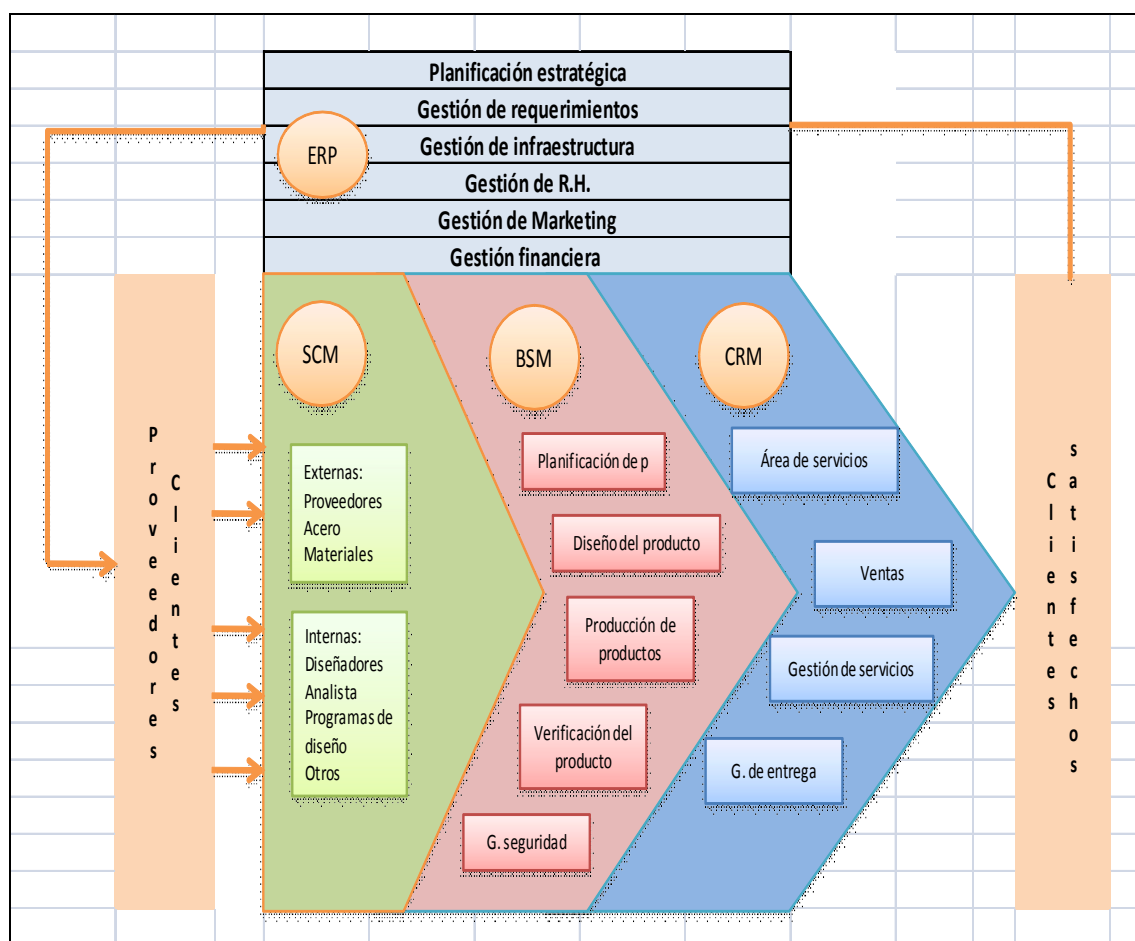 Planificación estratégica
Gestión de requerimientos
Gestión de infraestructura
Gestión de R.H.
Gestión de Marketing
Gestión financiera
ERP
Proveedores
Clientes
SCM
Externas:
Proveedores
Acero
Materiales
Internas:
Diseñadores
Analista
Programas de
diseño
Otros
BSM
Planificación de p
Diseño del producto
Producción de
productos
Verificación del
producto
G. seguridad
CRM
Área de servicios
Ventas
Gestión de servicios
G. de entrega
Clientes
satisfechos